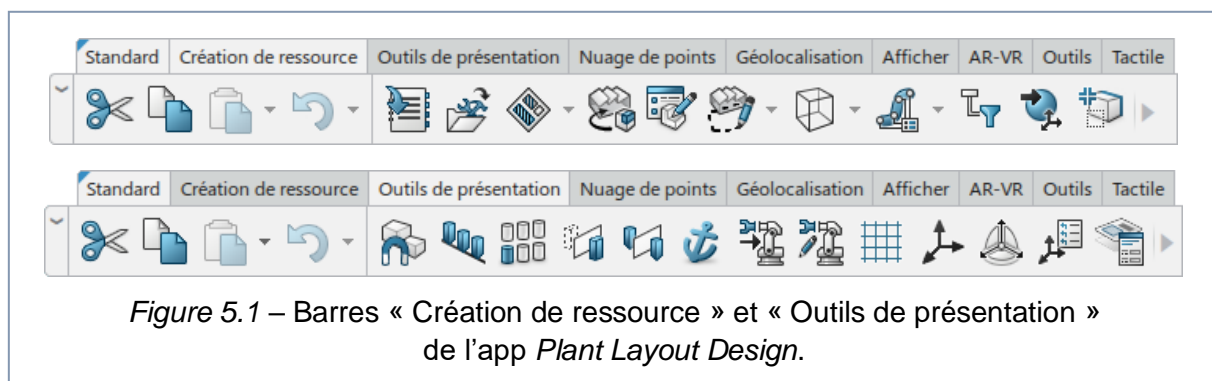 Standard Création de ressource Outils de présentation Nuage de points Géolocalisation Afficher AR-VR Outils Tactile
Standard Création de ressource Outils de présentation Nuage de points Géolocalisation Afficher AR-VR Outils Tactile
Figure 5.1 – Barres « Création de ressource » et « Outils de présentation »
de l’app Plant Layout Design.